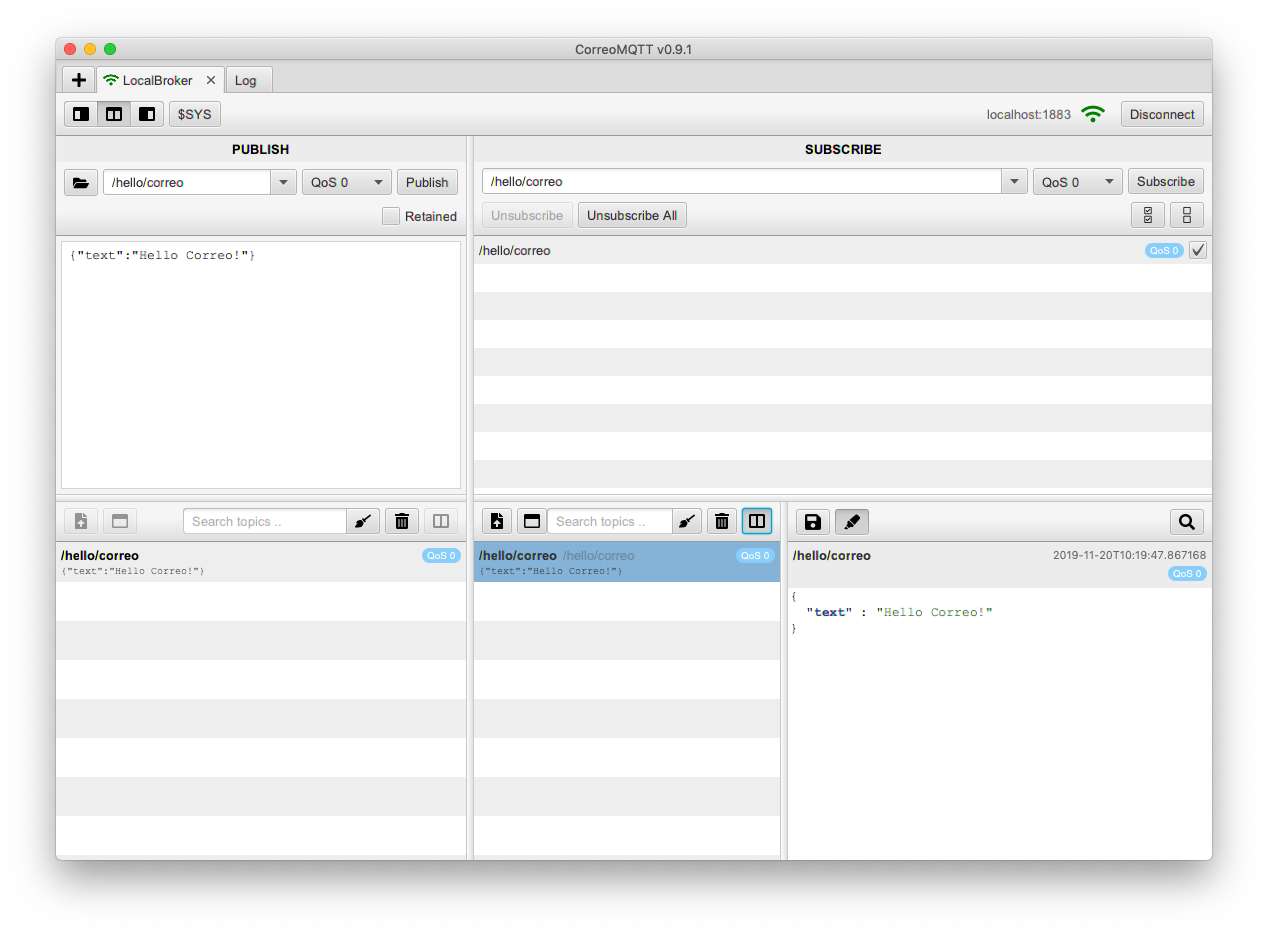 CorreoMQTT v0.9.1
LocalBroker
Log
$SYS
localhost:1883
Disconnect
PUBLISH
/hello/correo
QoS 0
Publish
Retained
{"text":"Hello Correo!"}
SUBSCRIBE
/hello/correo
QoS 0
Subscribe
Unsubscribe
Unsubscribe All
/hello/correo
QoS 0
Search topics ..
/hello/correo
QoS 0
{"text":"Hello Correo!"}
Search topics ..
/hello/correo /hello/correo
QoS 0
{"text":"Hello Correo!"}
/hello/correo
2019-11-20T10:19:47.867168
QoS 0
{
"text" : "Hello Correo!"
}